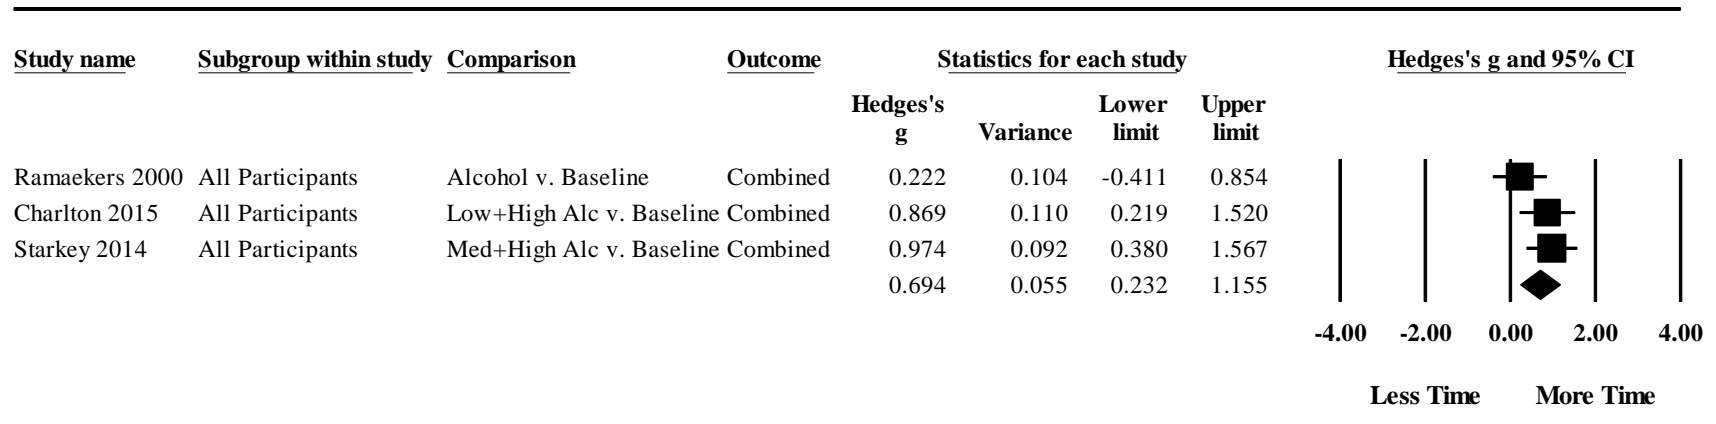 Study name Subgroup within study Comparison Outcome Statistics for each study Hedges's g and 95% CI
Hedges's Lower Upper
g Variance limit limit
Ramaekers 2000 All Participants Alcohol v. Baseline Combined 0.222 0.104 -0.411 0.854
Charlton 2015 All Participants Low+High Alc v. Baseline Combined 0.869 0.110 0.219 1.520
Starkey 2014 All Participants Med+High Alc v. Baseline Combined 0.974 0.092 0.380 1.567
0.694 0.055 0.232 1.155
-4.00 -2.00 0.00 2.00 4.00
Less Time More Time